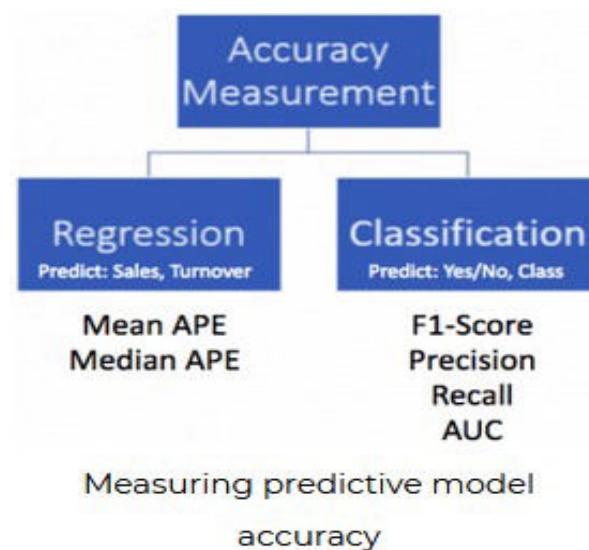 Accuracy
Measurement
Regression
Predict: Sales, Turnover
Mean APE
Median APE
Classification
Predict: Yes/No, Class
F1-Score
Precision
Recall
AUC
Measuring predictive model
accuracy